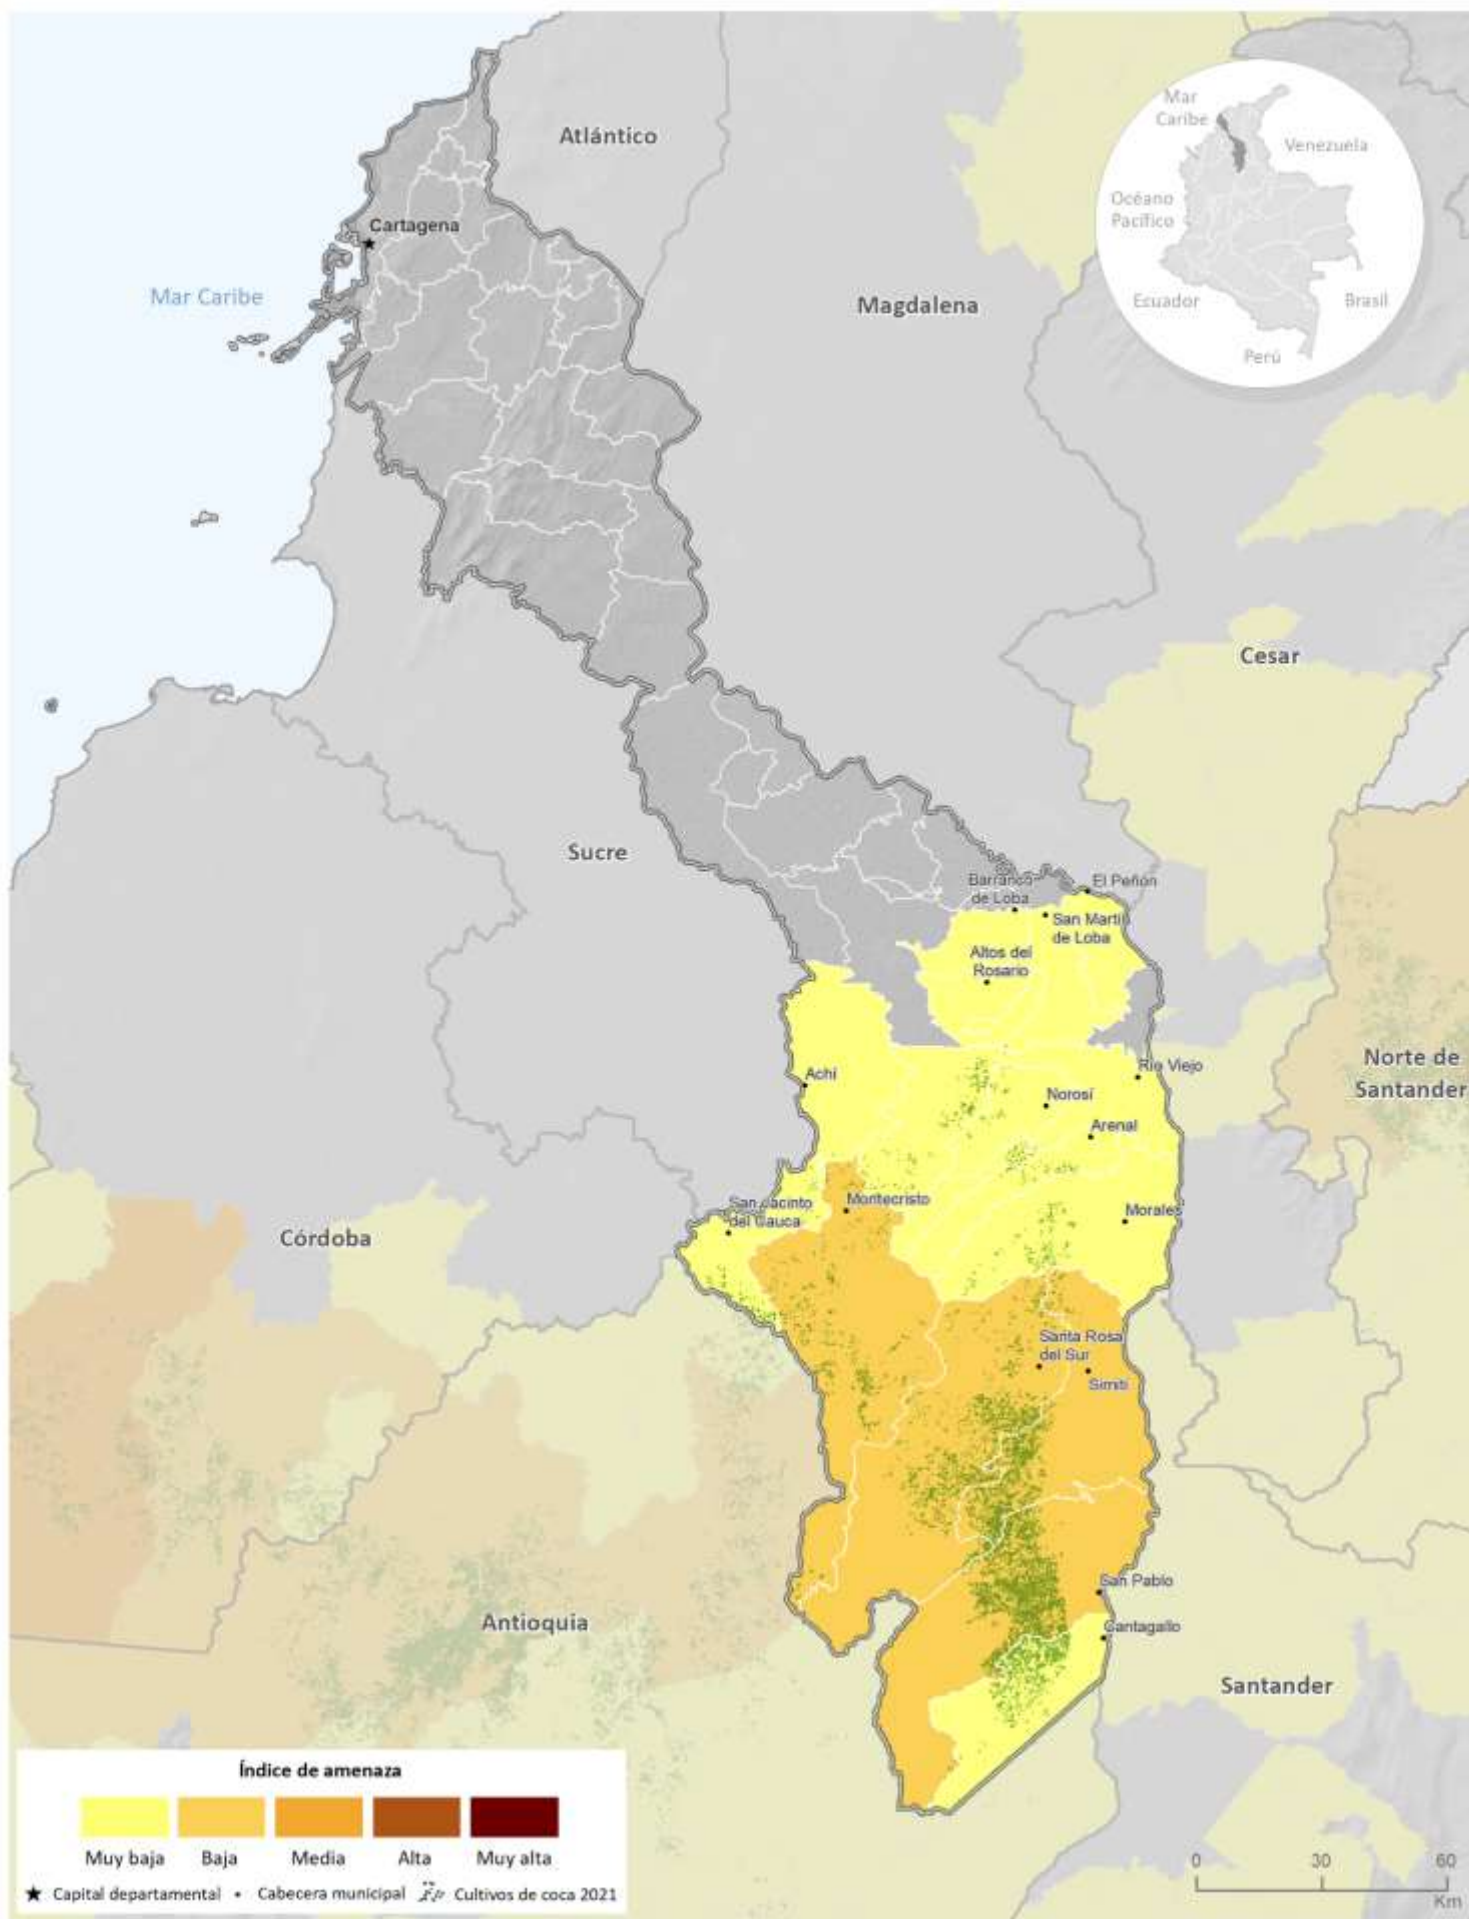 Atlántico
Mar
Caribe
Venezuela
Océano
Pacífico
Ecuador
Brasil
Perú
Cartagena
Mar Caribe
Magdalena
Cesar
Sucre
Barranco
de Loba
El Peñón
San Martín
de Loba
Altos del
Rosario
Achí
Río Viejo
Norosí
Arenal
Norte de
Santander
San Jacinto
del Cauca
Montecristo
Morales
Córdoba
Santa Rosa
del Sur
Simití
San Pablo
Cantagallo
Antioquia
Santander
Índice de amenaza
Muy baja Baja Media Alta Muy alta
Capital departamental Cabecera municipal Cultivos de coca 2021
0 30 60
Km